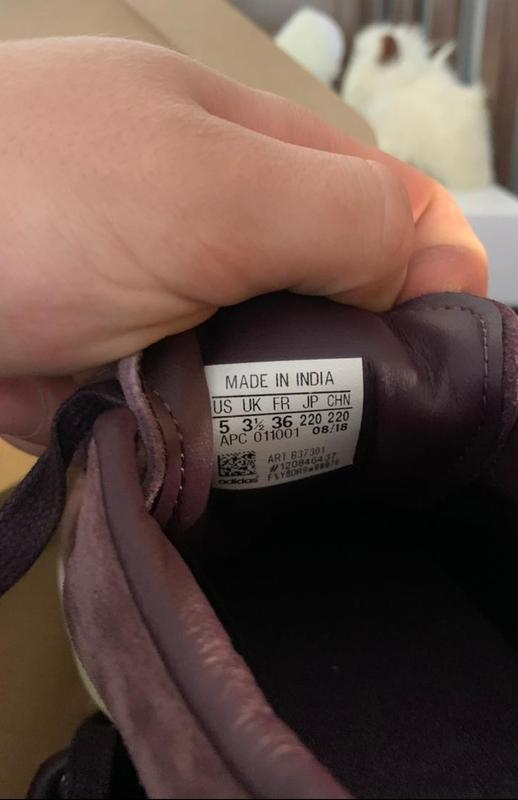 MADE IN INDIA
US UK FR JP CHN
5 3½ 36 220 220
APC 011001 08/18
ART B37301
#120846437
adidas